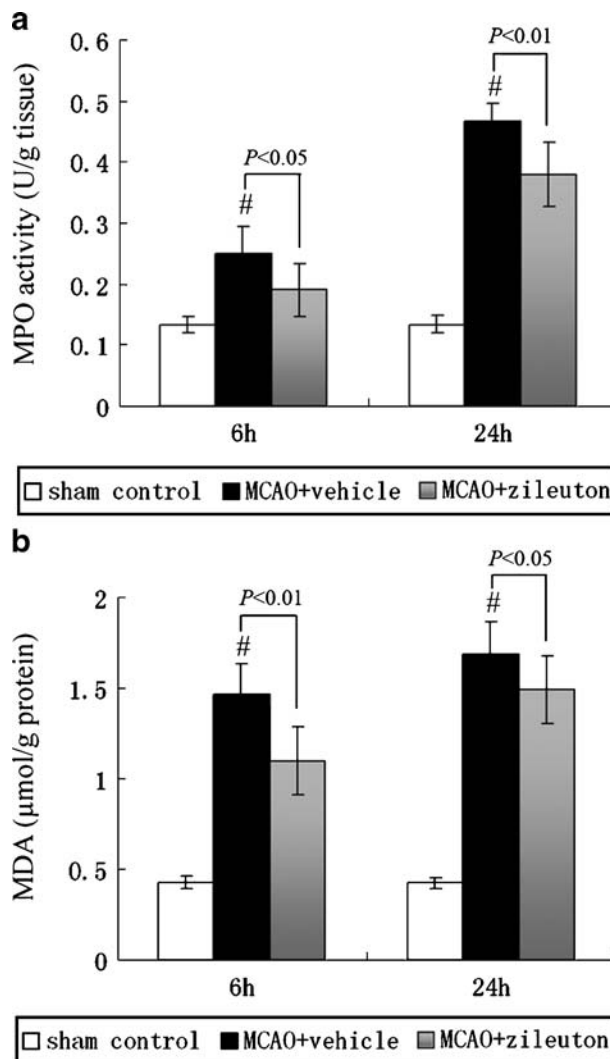 a
MPO activity (U/g tissue)
0.6
0.5
0.4
0.3
0.2
0.1
0
P<0.05
#
P<0.01
#
6h
24h
sham control MCAO+vehicle MCAO+zileuton
b
MDA (μmol/g protein)
2
1.5
1
0.5
0
P<0.01
#
P<0.05
#
6h
24h
sham control MCAO+vehicle MCAO+zileuton